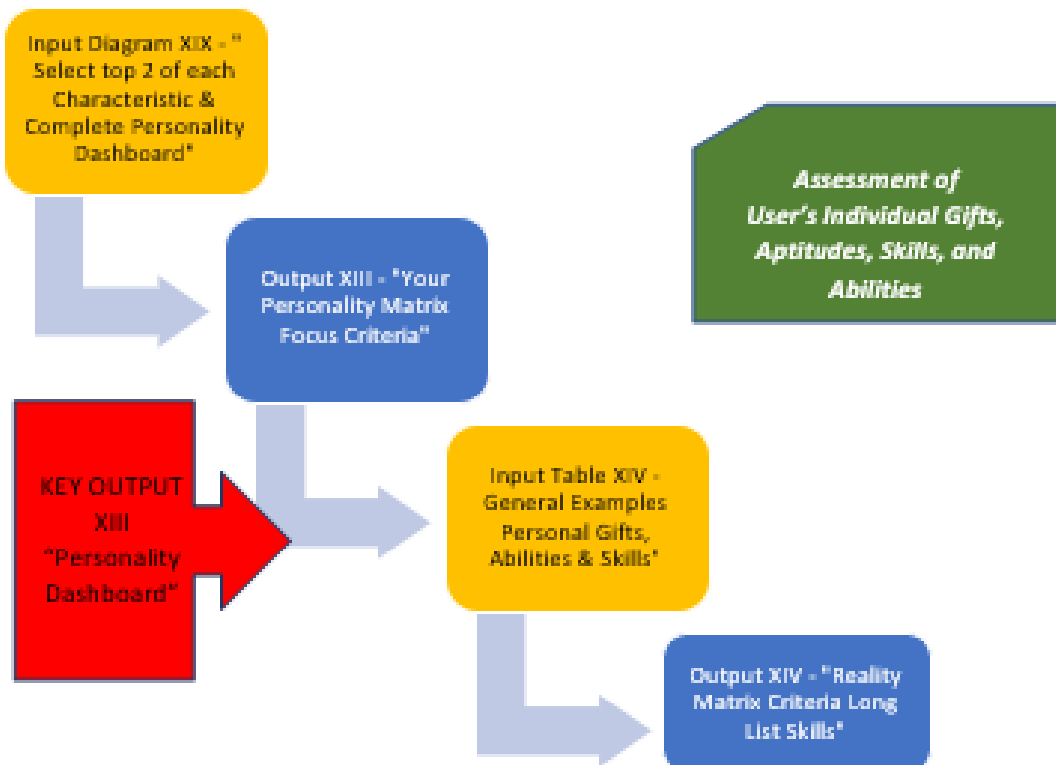 Input Diagram XIX - "
Select top 2 of each
Characteristic &
Complete Personality
Dashboard"
Assessment of
User's Individual Gifts,
Aptitudes, Skills, and
Abilities
Output XIII - "Your
Personality Matrix
Focus Criteria"
KEY OUTPUT
XIII
"Personality
Dashboard"
Input Table XIV -
General Examples
Personal Gifts,
Abilities & Skills"
Output XIV - "Reality
Matrix Criteria Long
List Skills"